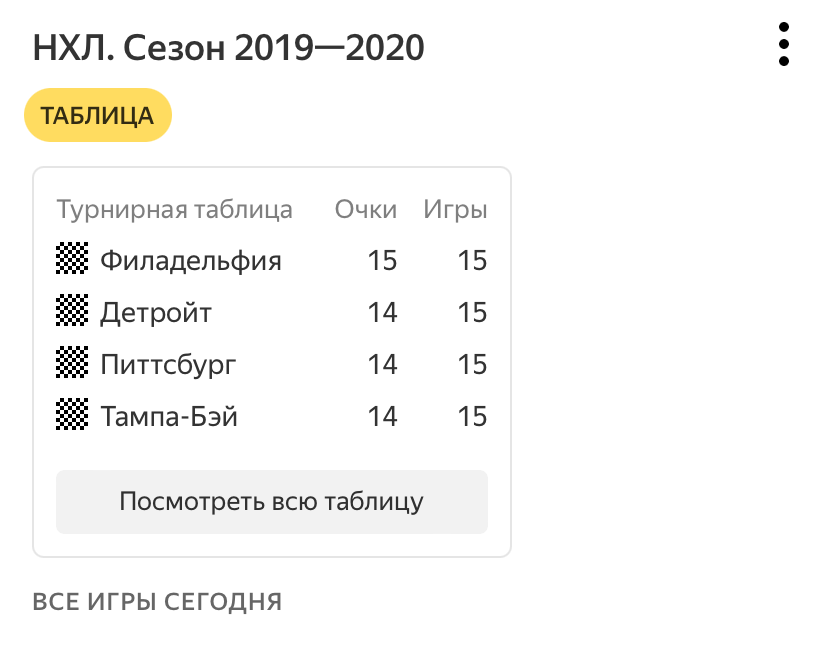 НХЛ. Сезон 2019—2020
ТАБЛИЦА
Турнирная таблица Очки Игры
Филадельфия 15 15
Детройт 14 15
Питтсбург 14 15
Тампа-Бэй 14 15
Посмотреть всю таблицу
ВСЕ ИГРЫ СЕГОДНЯ